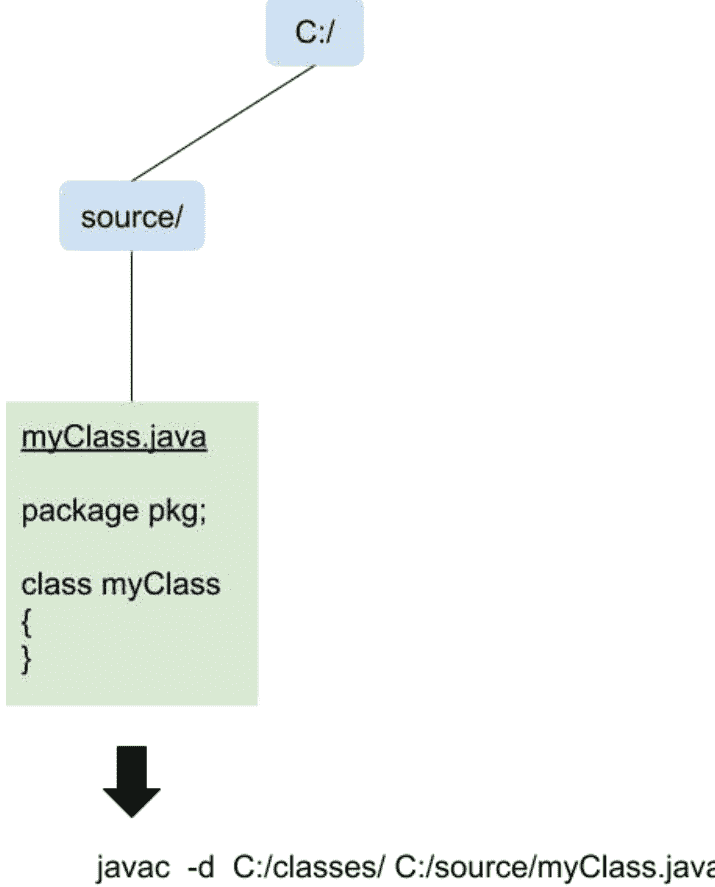 C:/
source/
myClass.java
package pkg;
class myClass
{
}
javac -d C:/classes/ C:/source/myClass.java